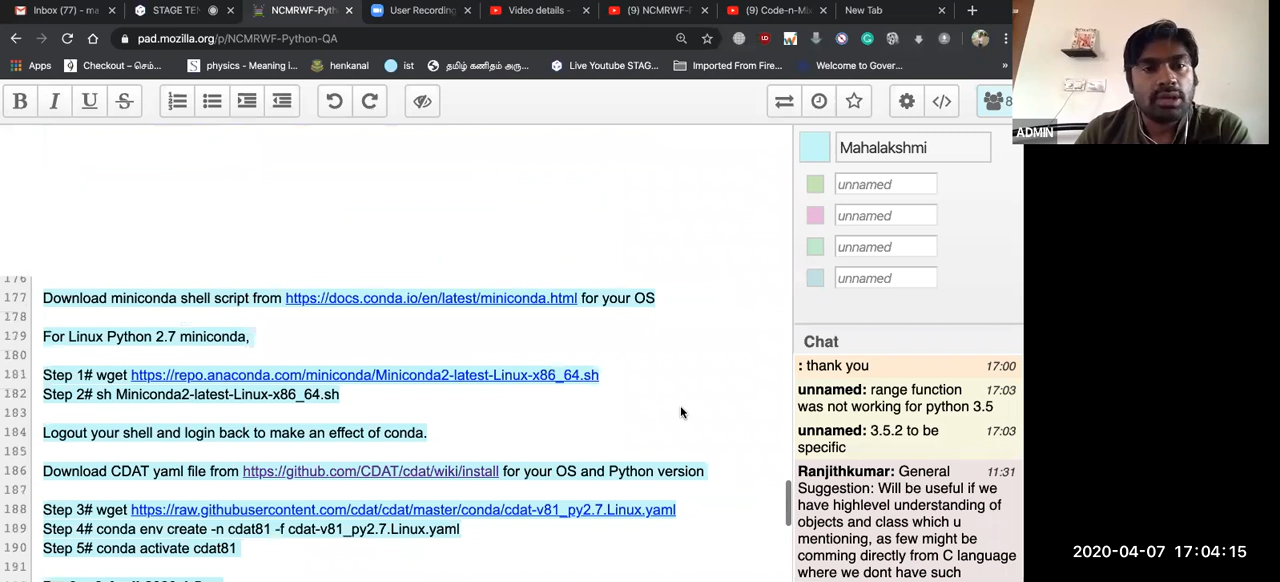 Inbox (77) - ma
STAGE TEN
NCMRWF-Pyth
User Recording
Video details -
(9) NCMRWF-P
(9) Code-n-Mix
New Tab
pad.mozilla.org/p/NCMRWF-Python-QA
Apps
Checkout – செம்...
physics - Meaning i...
henkanal
ist
தமிழ் கணிதம் அரு...
Live Youtube STAG...
Imported From Fire...
Welcome to Gover...
»
B I U S
8
ADMIN
Mahalakshmi
unnamed
unnamed
unnamed
unnamed
176
177 Download miniconda shell script from https://docs.conda.io/en/latest/miniconda.html for your OS
178
179 For Linux Python 2.7 miniconda,
180
181 Step 1# wget https://repo.anaconda.com/miniconda/Miniconda2-latest-Linux-x86_64.sh
182 Step 2# sh Miniconda2-latest-Linux-x86_64.sh
183
184 Logout your shell and login back to make an effect of conda.
185
186 Download CDAT yaml file from https://github.com/CDAT/cdat/wiki/install for your OS and Python version
187
188 Step 3# wget https://raw.githubusercontent.com/cdat/cdat/master/conda/cdat-v81_py2.7.Linux.yaml
189 Step 4# conda env create -n cdat81 -f cdat-v81_py2.7.Linux.yaml
190 Step 5# conda activate cdat81
191
Chat
: thank you 17:00
unnamed: range function 17:03
was not working for python 3.5
unnamed: 3.5.2 to be 17:03
specific
Ranjithkumar: General 11:31
Suggestion: Will be useful if we
have highlevel understanding of
objects and class which u
mentioning, as few might be
comming directly from C language
where we dont have such
2020-04-07 17:04:15